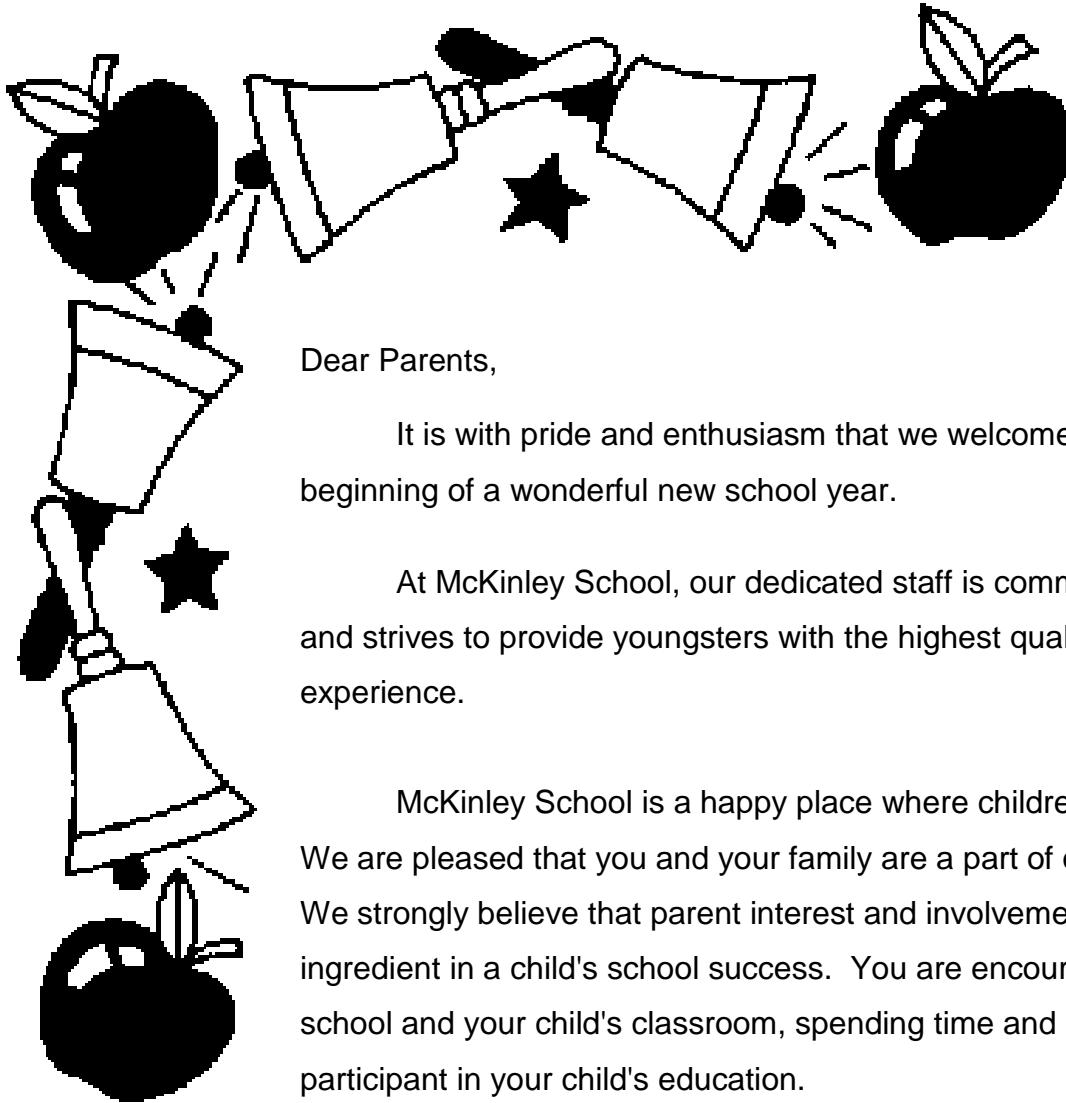 Dear Parents,
It is with pride and enthusiasm that we welcome
beginning of a wonderful new school year.
At McKinley School, our dedicated staff is comm
and strives to provide youngsters with the highest qual
experience.
McKinley School is a happy place where childre
We are pleased that you and your family are a part of
We strongly believe that parent interest and involveme
ingredient in a child's school success.  You are encour
school and your child's classroom, spending time and
participant in your child's education.